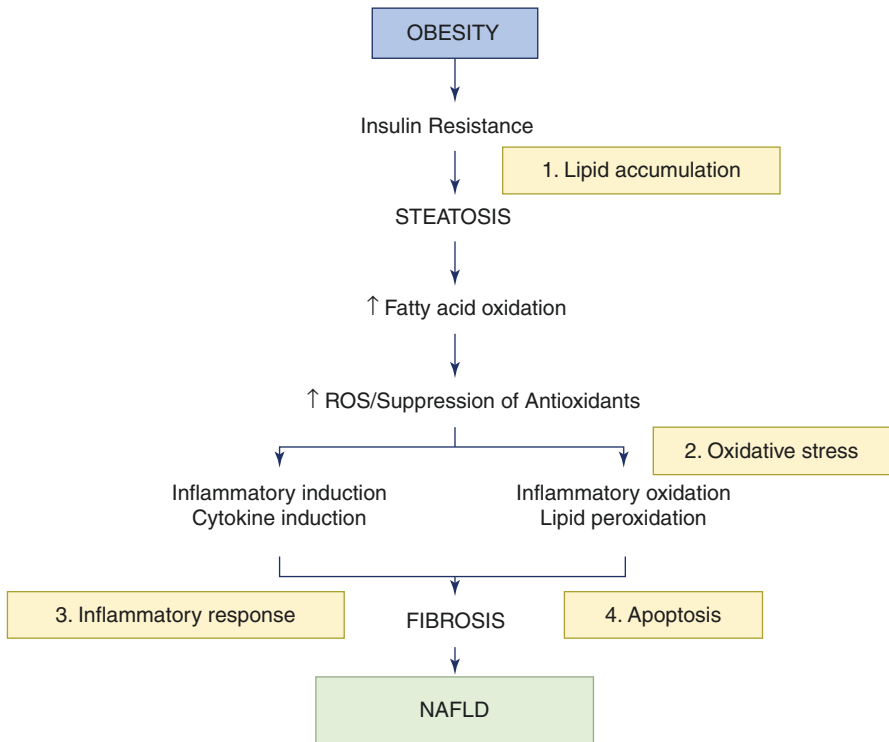 OBESITY
Insulin Resistance
1. Lipid accumulation
STEATOSIS
↑ Fatty acid oxidation
↑ ROS/Suppression of Antioxidants
2. Oxidative stress
Inflammatory induction
Cytokine induction
Inflammatory oxidation
Lipid peroxidation
3. Inflammatory response
FIBROSIS
4. Apoptosis
NAFLD